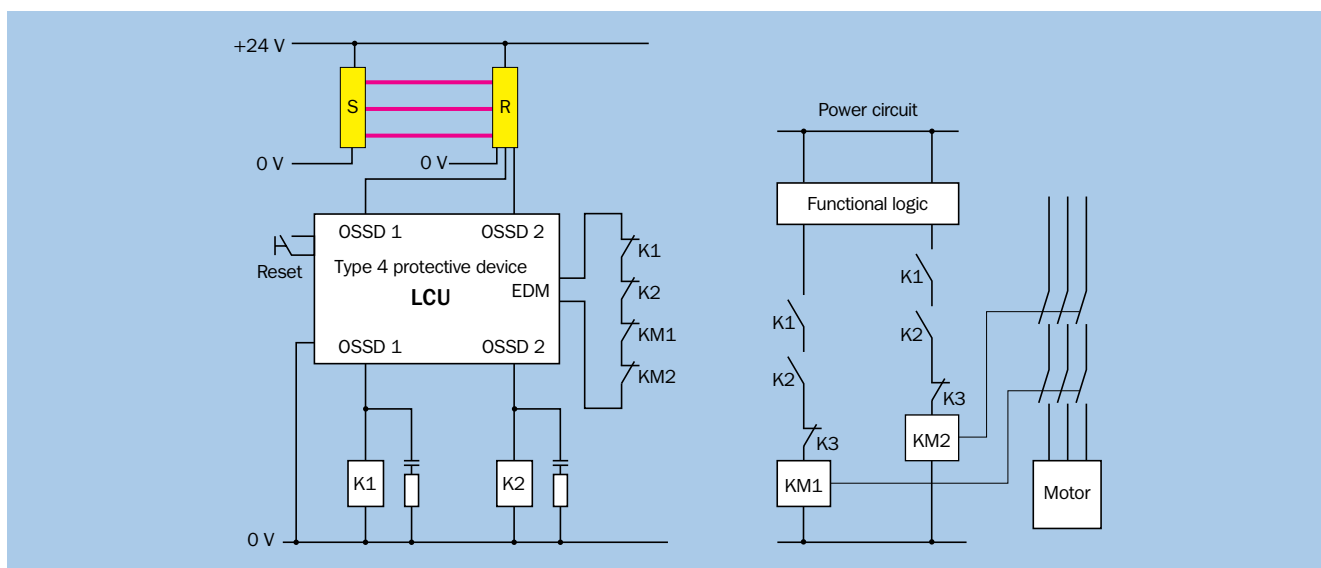 +24 V
S
R
Power circuit
0 V
0 V
Functional logic
OSSD 1
OSSD 2
K1
Reset
Type 4 protective device
K1
EDM
K2
LCU
K1
K2
KM1
K2
OSSD 1
OSSD 2
KM2
K3
K3
KM2
K1
K2
KM1
Motor
0 V